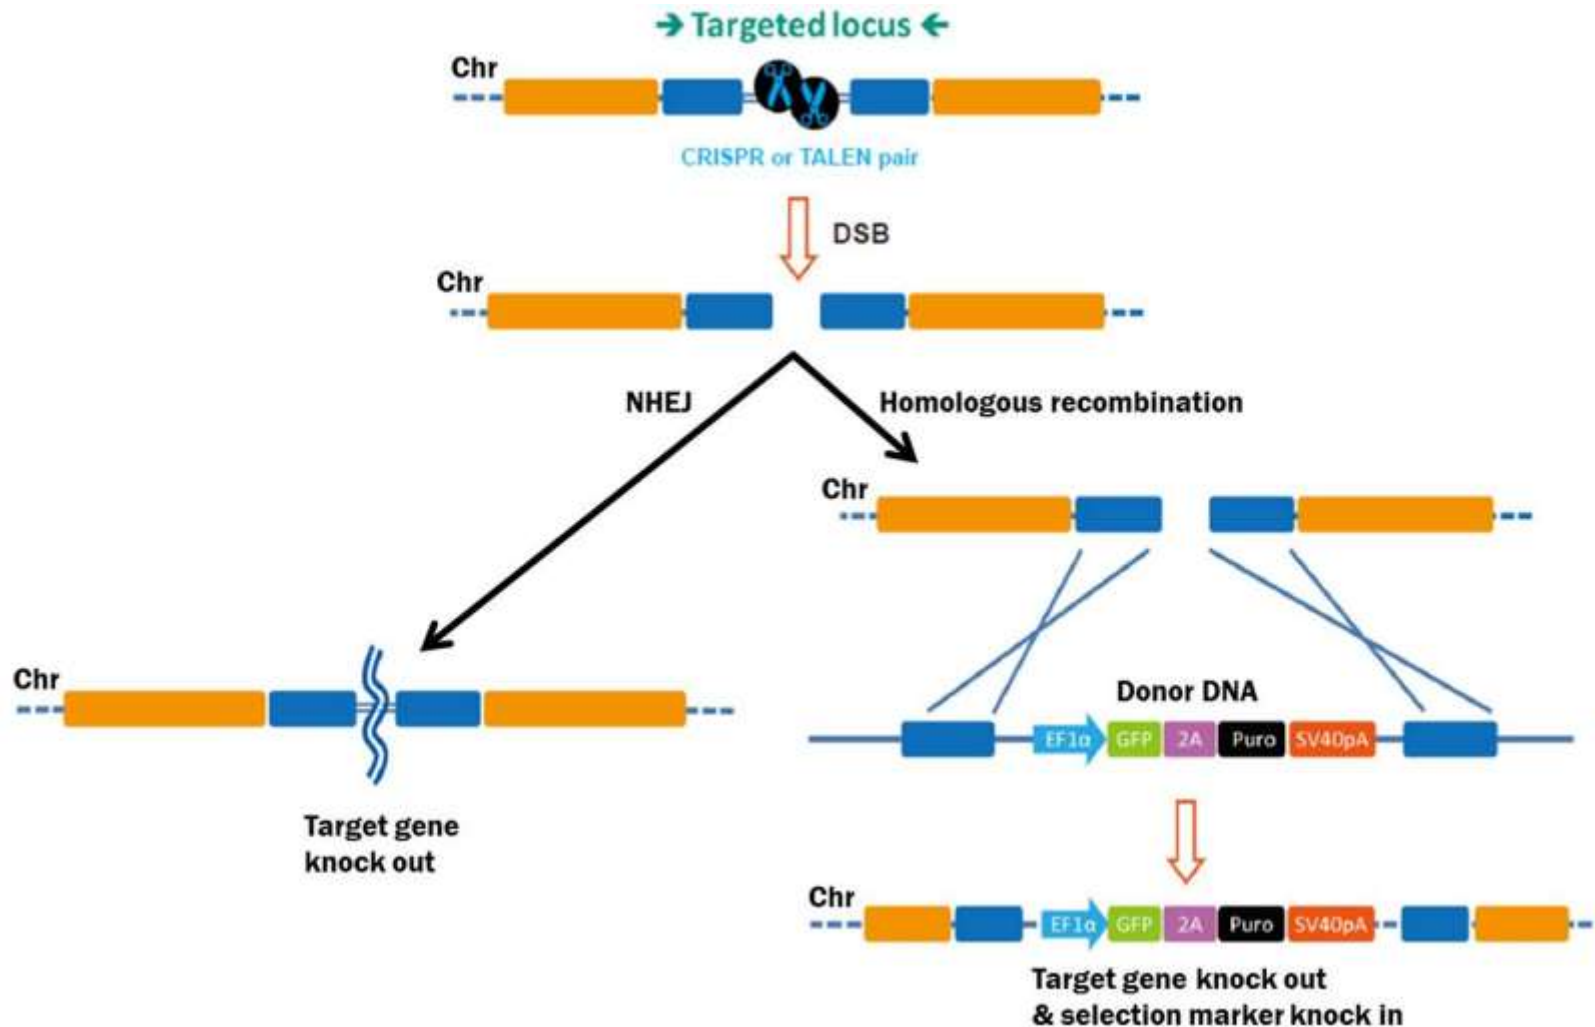 → Targeted locus ←
Chr
CRISPR or TALEN pair
DSB
Chr
NHEJ
Homologous recombination
Chr
Chr
Target gene
knock out
Donor DNA
EF1α GFP 2A Puro SV40pA
Chr
EF1α GFP 2A Puro SV40pA
Target gene knock out
& selection marker knock in